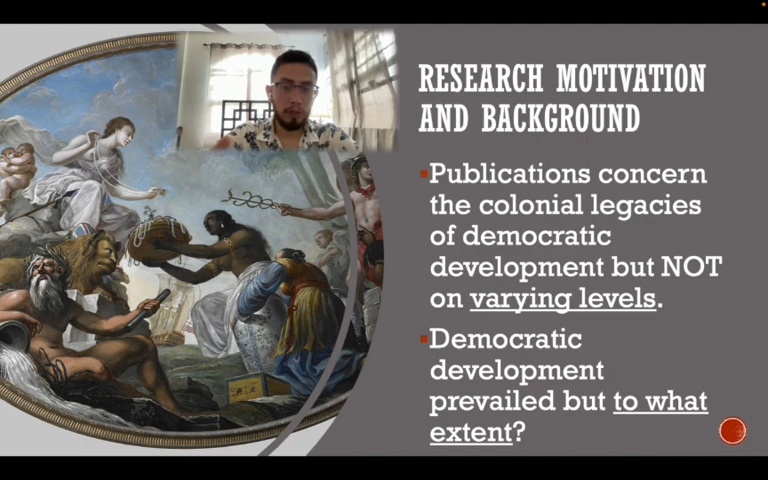 RESEARCH MOTIVATION
AND BACKGROUND
Publications concern
the colonial legacies
of democratic
development but NOT
on varying levels.
Democratic
development
prevailed but to what
extent?